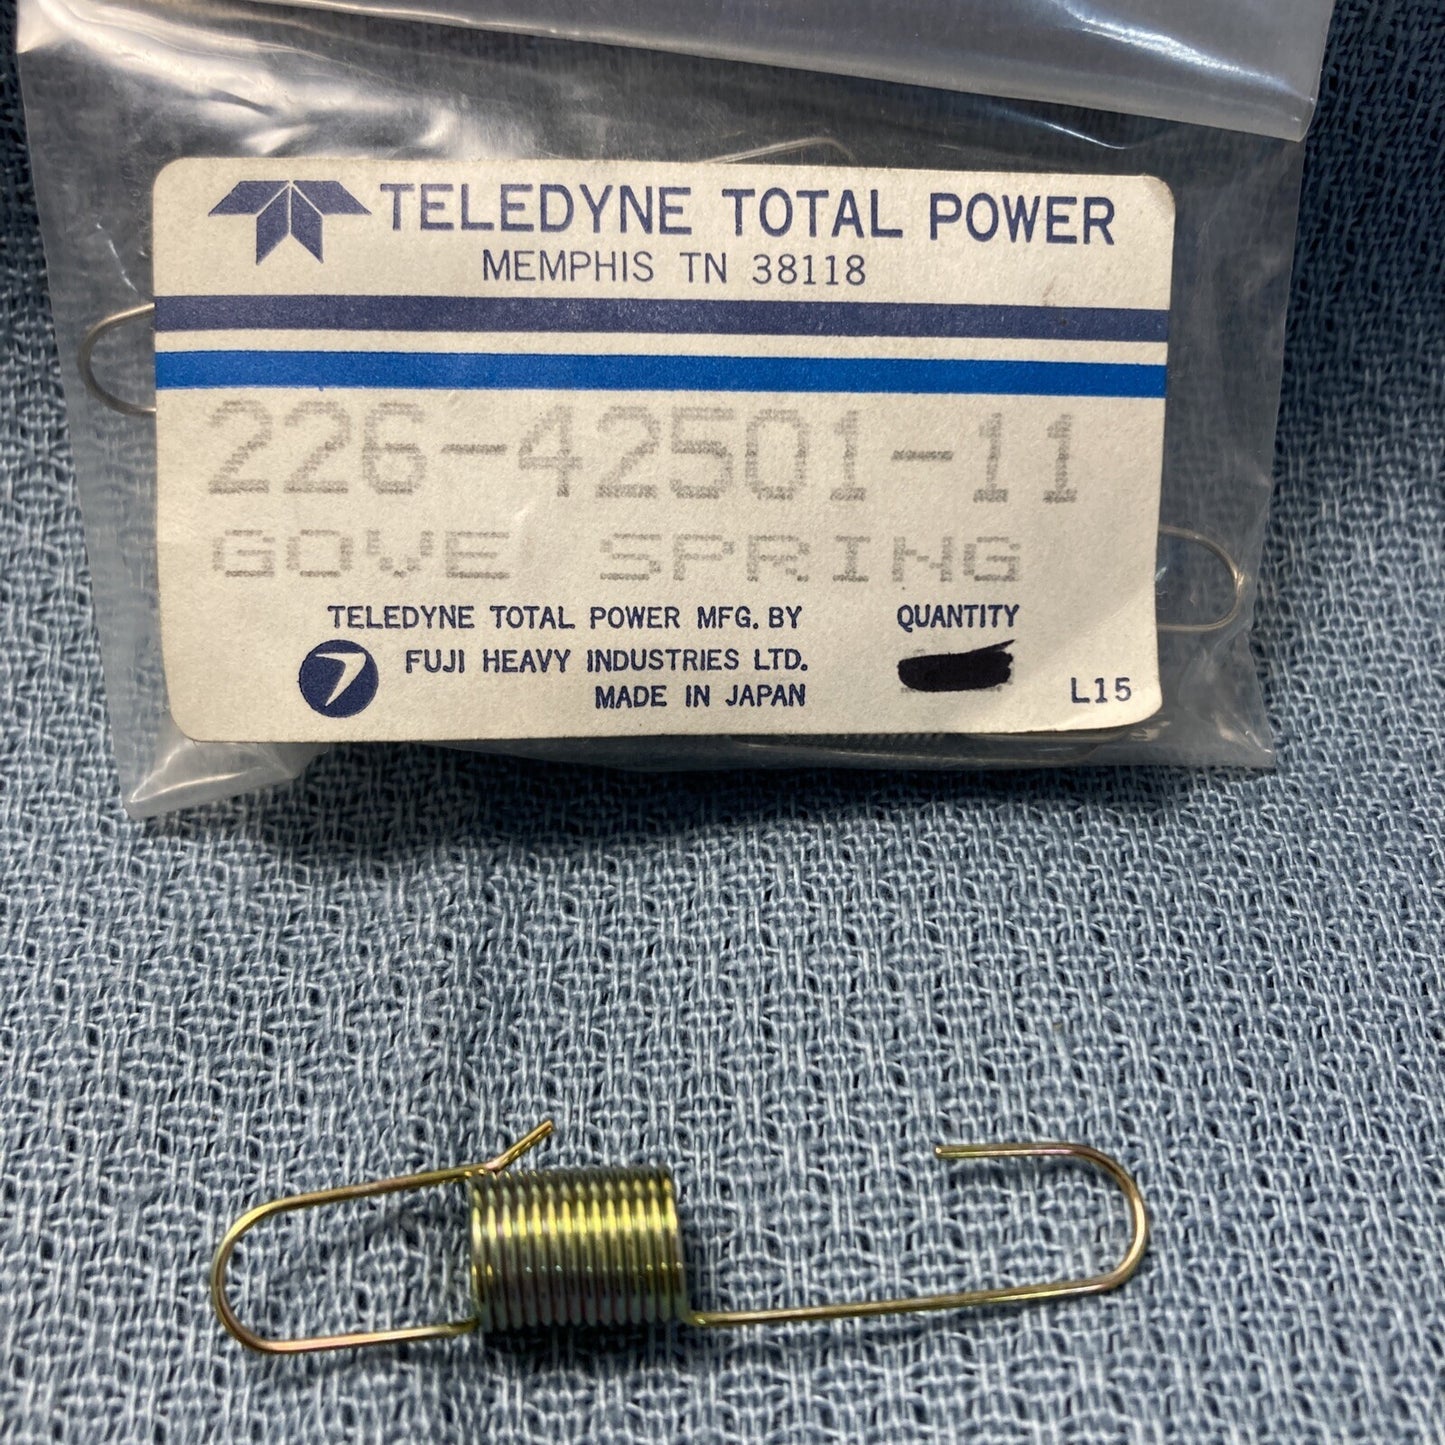 TELEDYNE TOTAL POWER
MEMPHIS TN 38118
226-42501-11
GOVE SPRING
TELEDYNE TOTAL POWER MFG. BY
FUJI HEAVY INDUSTRIES LTD.
MADE IN JAPAN
QUANTITY
L15